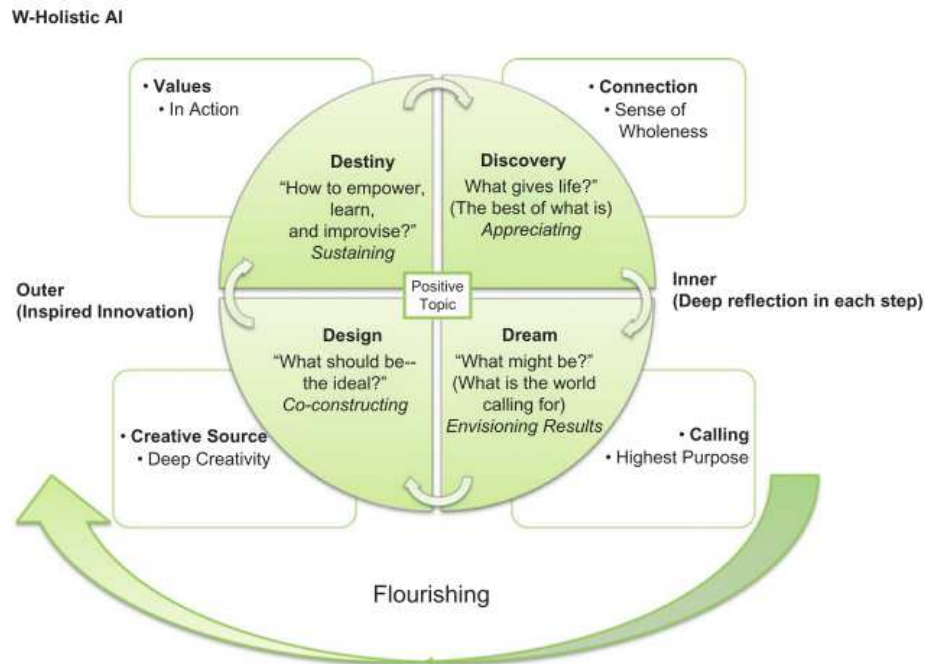 W-Holistic AI
• Values
• In Action
• Connection
• Sense of
Wholeness
Destiny
“How to empower,
learn,
and improvise?”
Sustaining
Discovery
What gives life?”
(The best of what is)
Appreciating
Outer
(Inspired Innovation)
Positive
Topic
Inner
(Deep reflection in each step)
Design
“What should be--
the ideal?”
Co-constructing
Dream
“What might be?”
(What is the world
calling for)
Envisioning Results
• Creative Source
• Deep Creativity
• Calling
• Highest Purpose
Flourishing